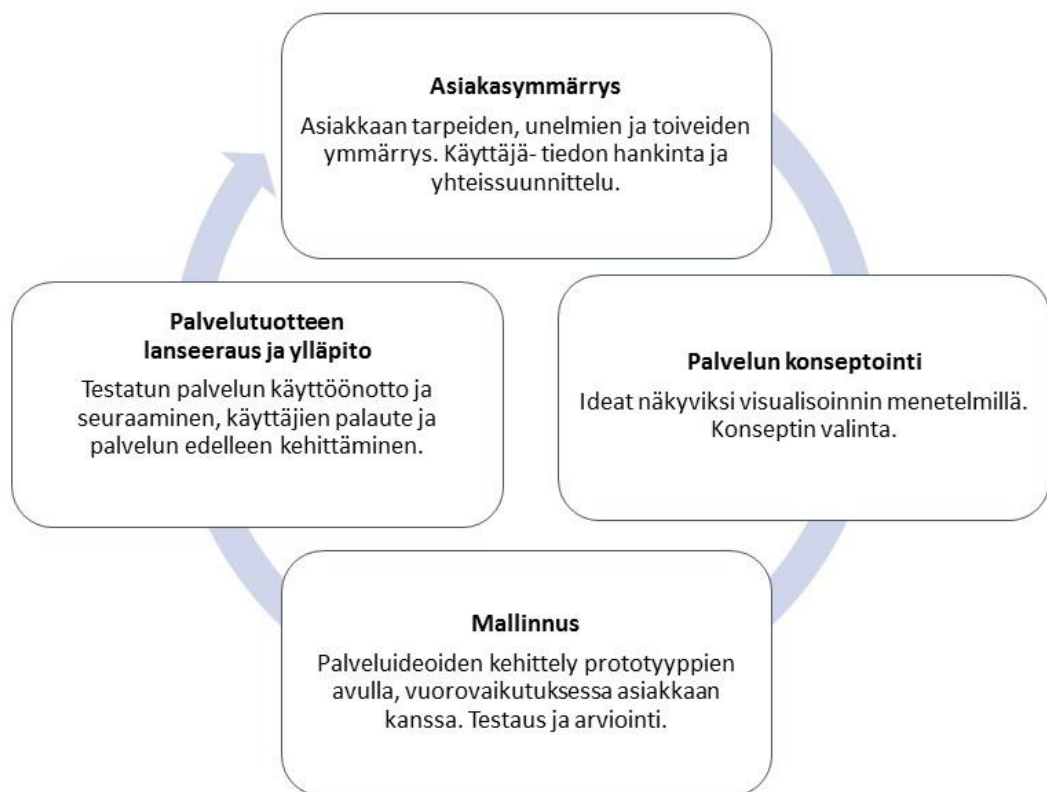 Asiakasymmärrys
Asiakkaan tarpeiden, unelmien ja toiveiden
ymmärrys. Käyttäjä- tiedon hankinta ja
yhteissuunnittelu.
Palvelun konseptointi
Ideat näkyviksi visualisoinnin menetelmillä.
Konseptin valinta.
Mallinnus
Palveluideoiden kehittely prototyyppien
avulla, vuorovaikutuksessa asiakkaan
kanssa. Testaus ja arviointi.
Palvelutuotteen
lanseeraus ja ylläpito
Testatun palvelun käyttöönotto ja
seuraaminen, käyttäjien palaute ja
palvelun edelleen kehittäminen.